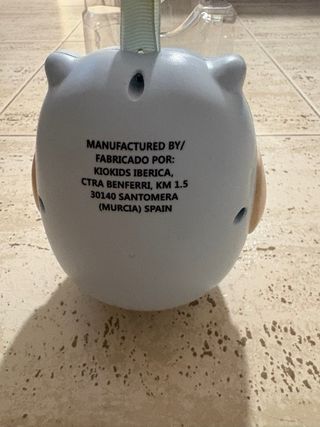 MANUFACTURED BY/
FABRICADO POR:
KIOKIDS IBERICA,
CTRA BENFERRI, KM 1.5
30140 SANTOMERA
(MURCIA) SPAIN